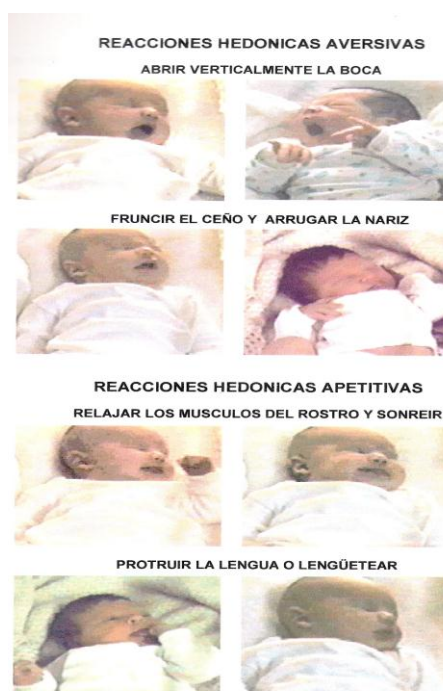 REACCIONES HEDONICAS AVERSIVAS
ABRIR VERTICALMENTE LA BOCA
FRUNCIR EL CEÑO Y ARRUGAR LA NARIZ
REACCIONES HEDONICAS APETITIVAS
RELAJAR LOS MUSCULOS DEL ROSTRO Y SONREIR
PROTRUIR LA LENGUA O LENGÜETEAR